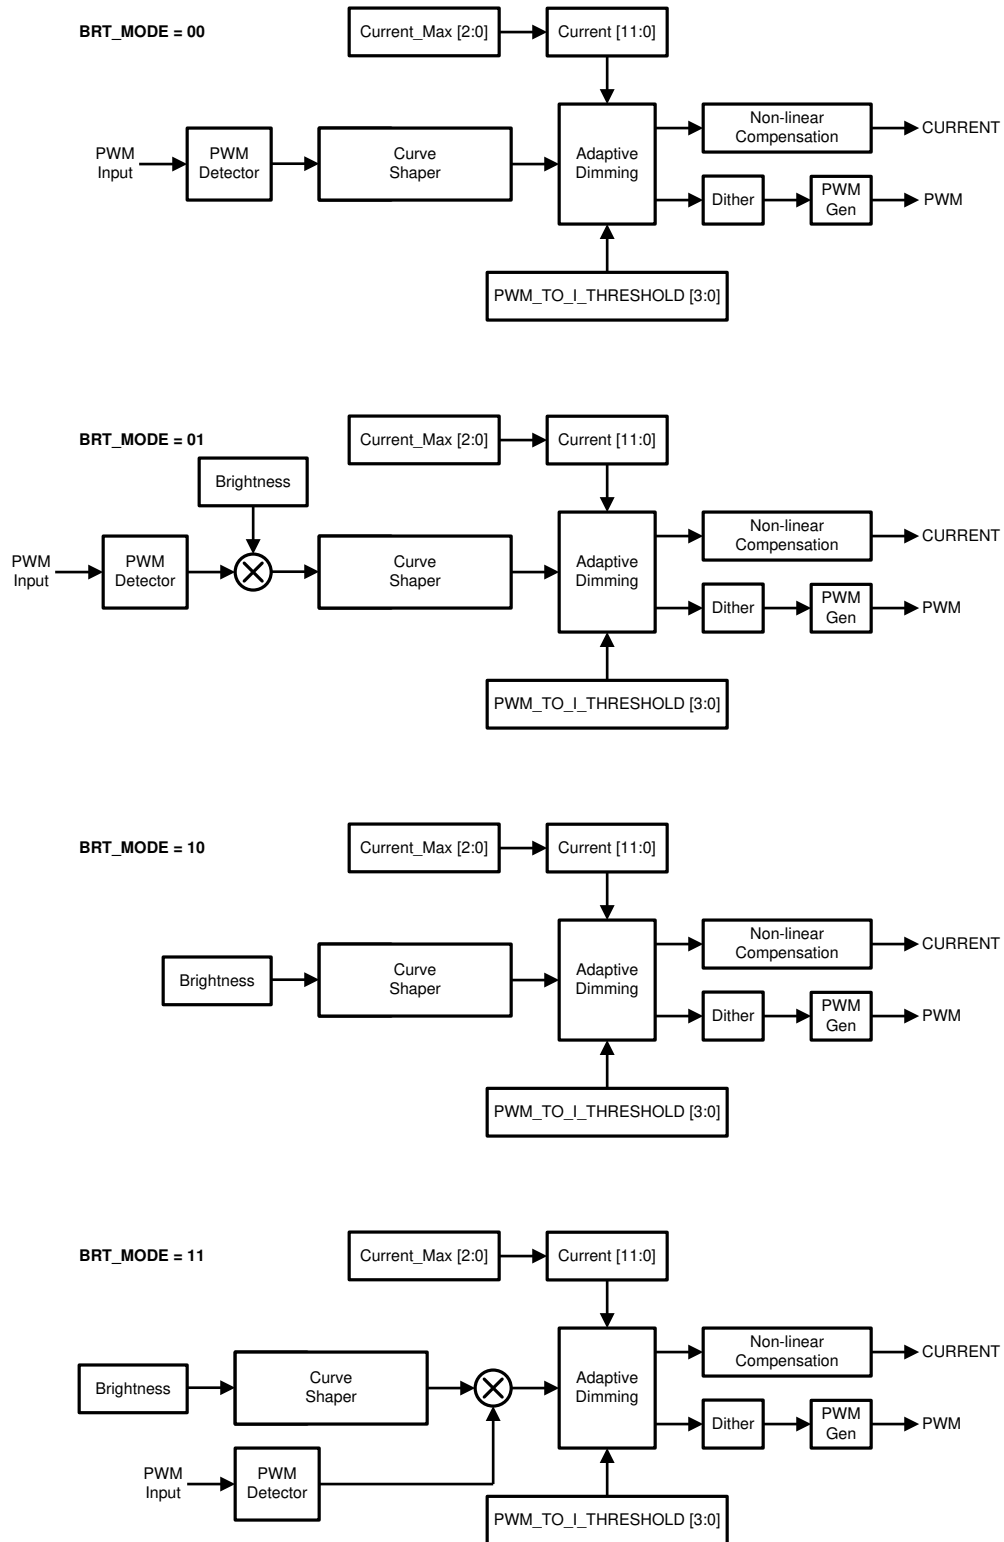 BRT_MODE = 00
Current_Max [2:0]
Current [11:0]
PWM
Input
PWM
Detector
Curve
Shaper
Adaptive
Dimming
Non-linear
Compensation
CURRENT
Dither
PWM
Gen
PWM
PWM_TO_I_THRESHOLD [3:0]
BRT_MODE = 01
Current_Max [2:0]
Current [11:0]
Brightness
PWM
Input
PWM
Detector
Curve
Shaper
Adaptive
Dimming
Non-linear
Compensation
CURRENT
Dither
PWM
Gen
PWM
PWM_TO_I_THRESHOLD [3:0]
BRT_MODE = 10
Current_Max [2:0]
Current [11:0]
Brightness
Curve
Shaper
Adaptive
Dimming
Non-linear
Compensation
CURRENT
Dither
PWM
Gen
PWM
PWM_TO_I_THRESHOLD [3:0]
BRT_MODE = 11
Current_Max [2:0]
Current [11:0]
Brightness
Curve
Shaper
Adaptive
Dimming
Non-linear
Compensation
CURRENT
Dither
PWM
Gen
PWM
PWM
Input
PWM
Detector
PWM_TO_I_THRESHOLD [3:0]